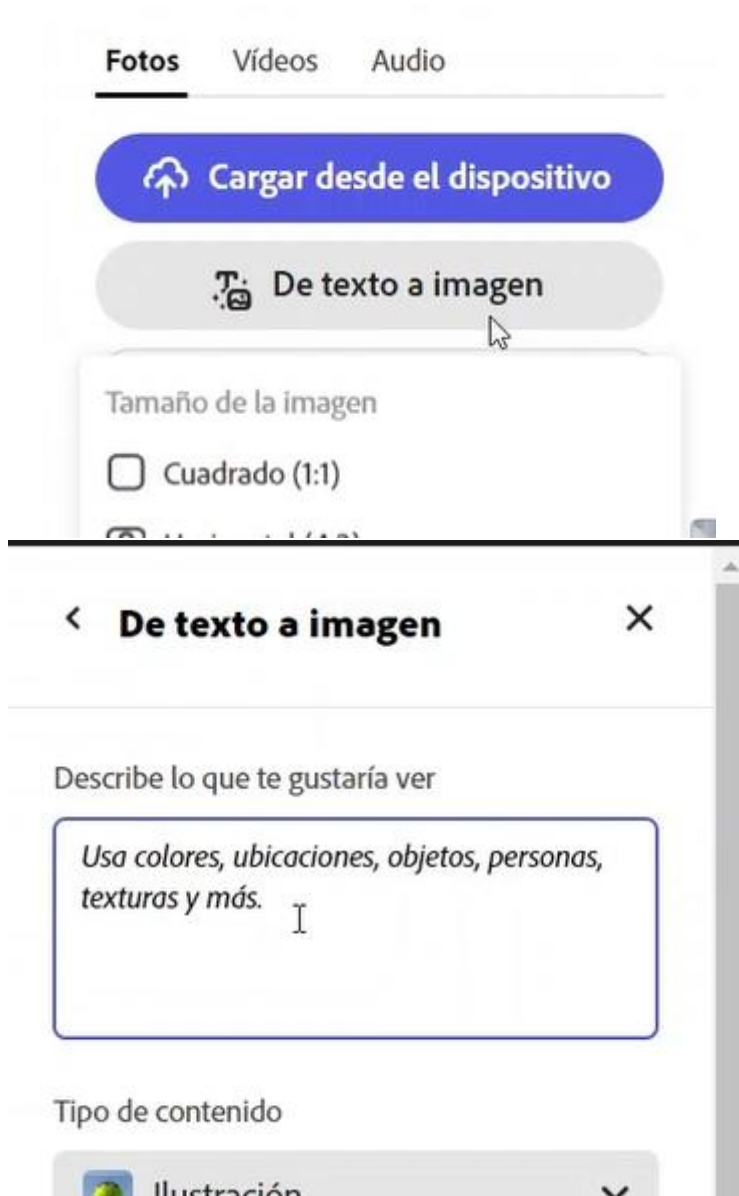 Fotos Vídeos Audio
Cargar desde el dispositivo
De texto a imagen
Tamaño de la imagen
Cuadrado (1:1)
De texto a imagen
Describe lo que te gustaría ver
Usa colores, ubicaciones, objetos, personas,
texturas y más.
Tipo de contenido
Ilustración